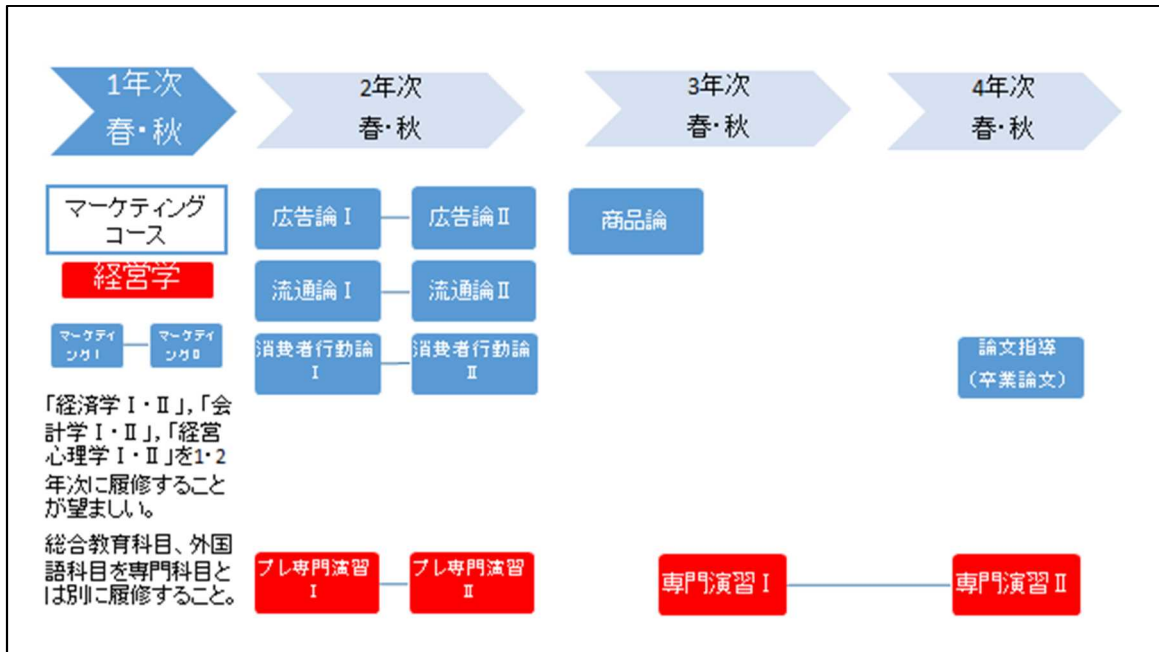 1年次
春・秋
2年次
春・秋
3年次
春・秋
4年次
春・秋
マーケティング
コース
広告論Ⅰ
広告論Ⅱ
商品論
経営学
流通論Ⅰ
流通論Ⅱ
マーケティ
ングⅠ
マーケティ
ングⅡ
消費者行動論
Ⅰ
消費者行動論
Ⅱ
論文指導
(卒業論文)
「経済学Ⅰ・Ⅱ」,「会
計学Ⅰ・Ⅱ」,「経営
心理学Ⅰ・Ⅱ」を1・2
年次に履修すること
が望ましい。
総合教育科目、外国
語科目を専門科目と
は別に履修すること。
プレ専門演習
Ⅰ
プレ専門演習
Ⅱ
専門演習Ⅰ
専門演習Ⅱ